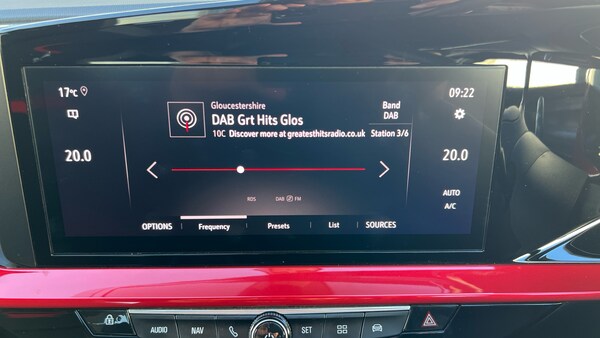 17°C
09:22
Gloucestershire
DAB Grt Hits Glos
10C Discover more at greatesthitsradio.co.uk
Band
DAB
Station 3/6
20.0
20.0
RDS
DAB
FM
AUTO
A/C
OPTIONS
Frequency
Presets
List
SOURCES
AUDIO
NAV
SET